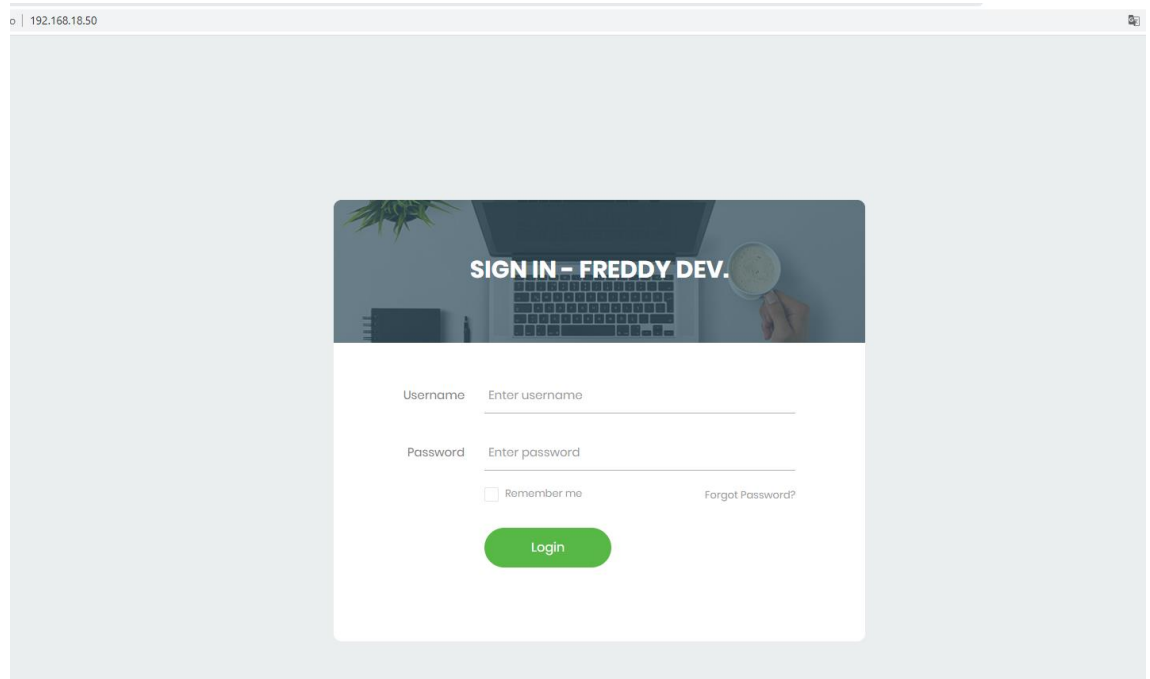 192.168.18.50
SIGN IN - FREDDY DEV.
Username Enter username
Password Enter password
Remember me Forgot Password?
Login